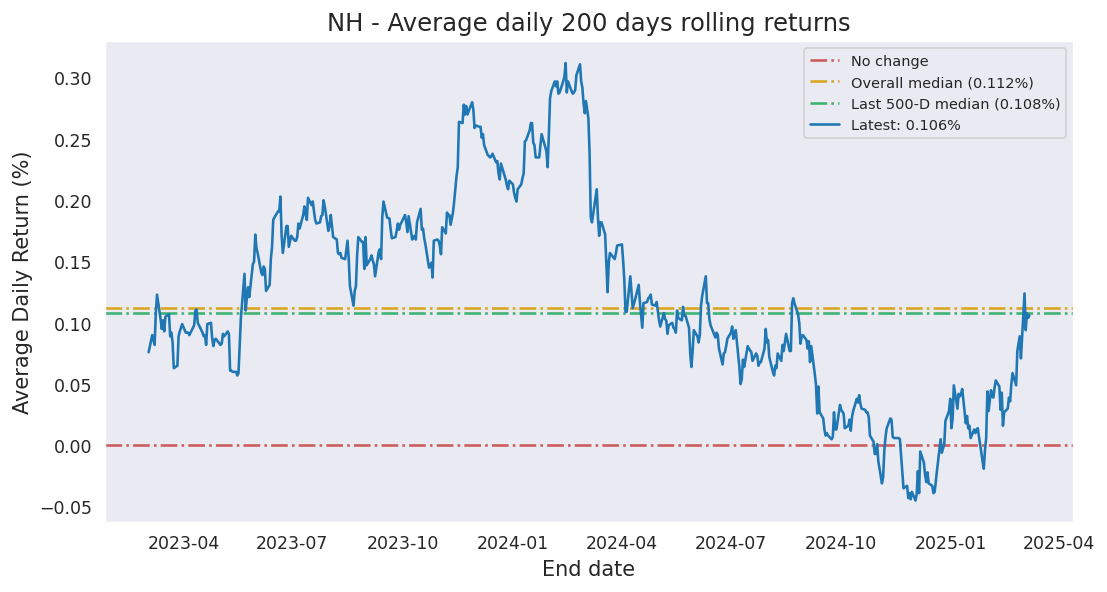 NH - Average daily 200 days rolling returns
No change
Overall median (0.112%)
Last 500-D median (0.108%)
Latest: 0.106%
Average Daily Return (%)
0.30
0.25
0.20
0.15
0.10
0.05
0.00
−0.05
2023-04 2023-07 2023-10 2024-01 2024-04 2024-07 2024-10 2025-01 2025-04
End date